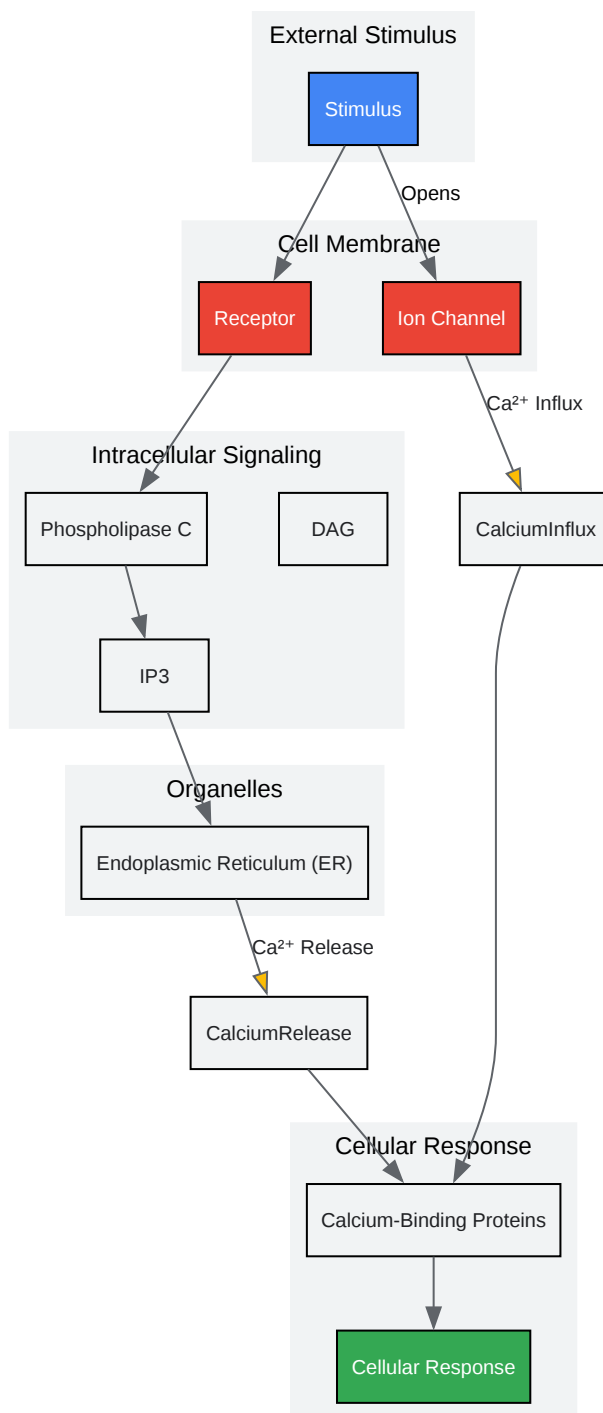 External Stimulus
Stimulus
Opens
Cell Membrane
Receptor
Ion Channel
Ca²⁺ Influx
Intracellular Signaling
Phospholipase C
DAG
CalciumInflux
IP3
Organelles
Endoplasmic Reticulum (ER)
Ca²⁺ Release
CalciumRelease
Cellular Response
Calcium-Binding Proteins
Cellular Response